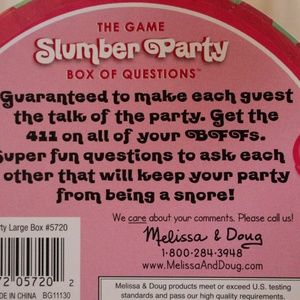 THE GAME
Slumber Party
BOX OF QUESTIONS™
Guaranteed to make each guest
the talk of the party. Get the
411 on all of your BFFs.
Super fun questions to ask each
other that will keep your party
from being a snore!
We care about your comments. Please call us!
Melissa & Doug
1-800-284-3948
www.MelissaAndDoug.com
rty Large Box #5720
72 05720 2
MADE IN CHINA BG11130
Melissa & Doug products meet or exceed U.S. testing
standards and pass our high quality requirements.